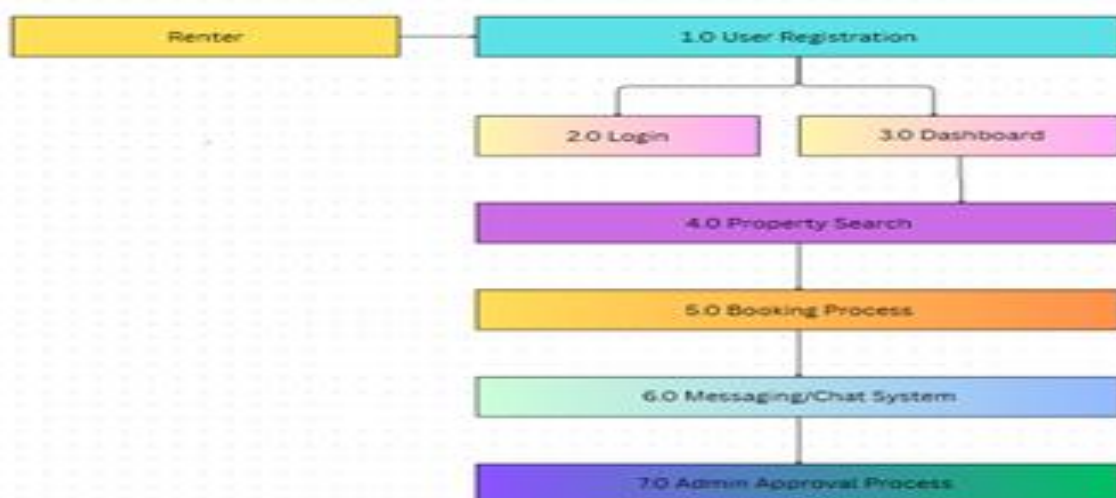 Renter
1.0 User Registration
2.0 Login
3.0 Dashboard
4.0 Property Search
5.0 Booking Process
6.0 Messaging/Chat System
7.0 Admin Approval Process